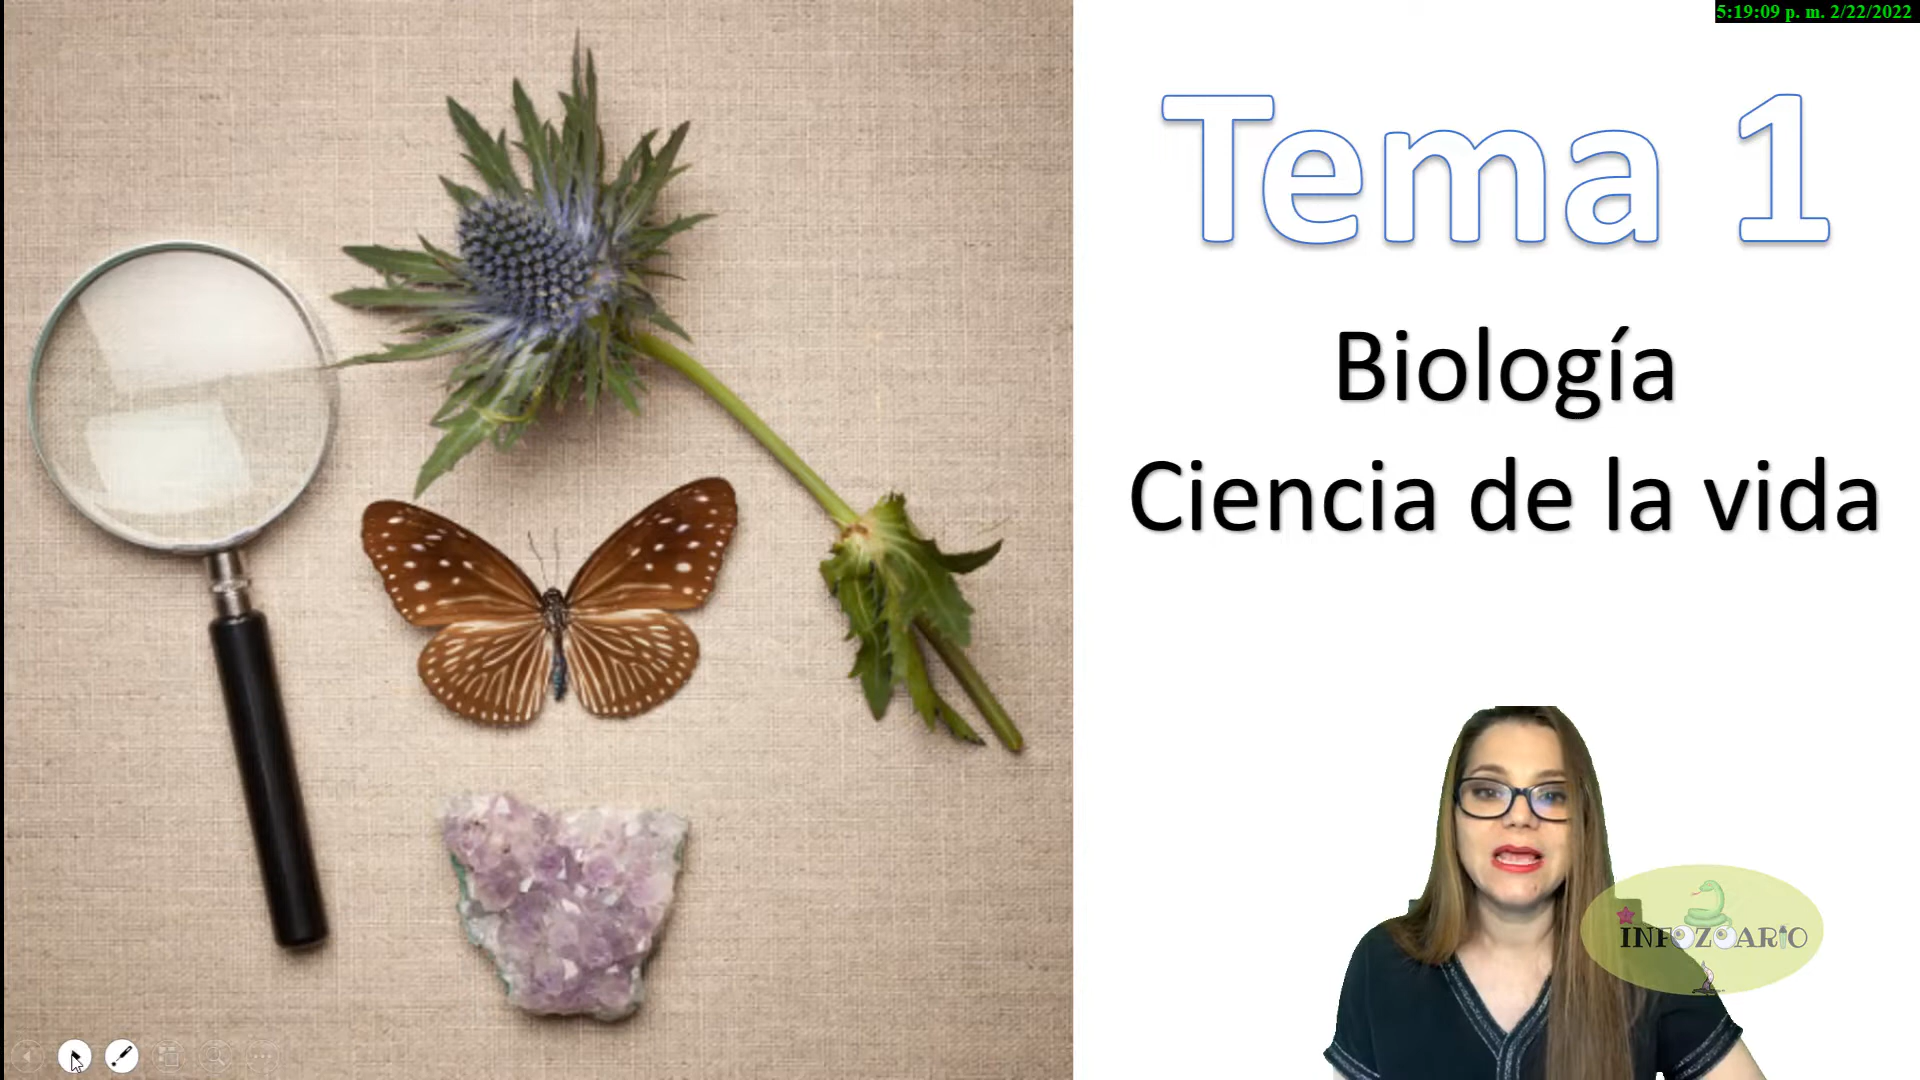 5:19:09 p. m. 2/22/2022
Tema 1
Biología
Ciencia de la vida
INFOZOARIO